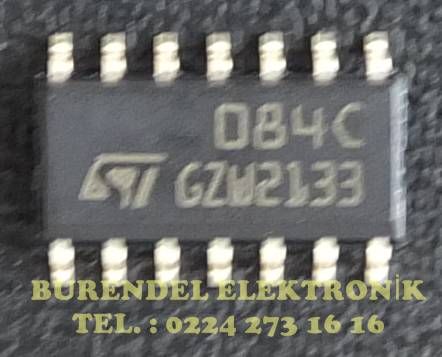 084C
ST GZW2133
BURENDEL ELEKTRONİK
TEL. : 0224 273 16 16